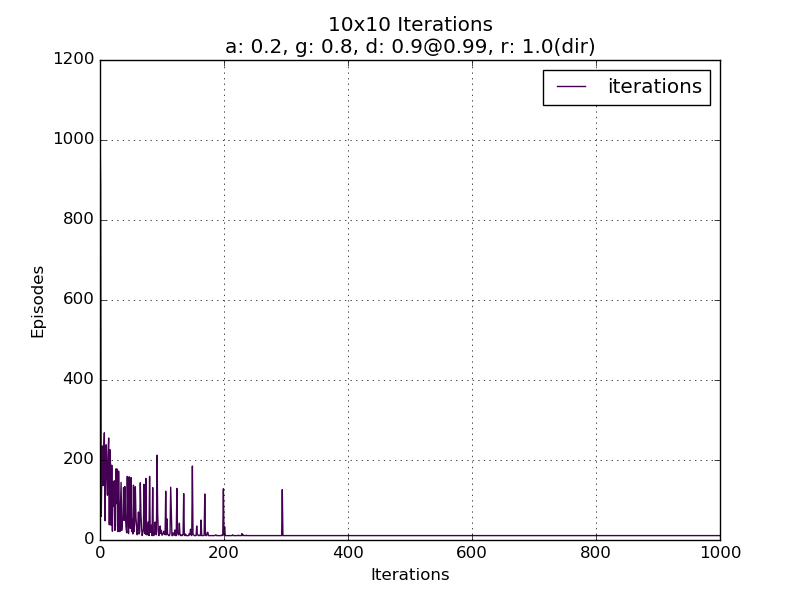 10x10 Iterations
a: 0.2, g: 0.8, d: 0.9@0.99, r: 1.0(dir)
iterations
1200
1000
800
600
400
200
0
Episodes
0 200 400 600 800 1000
Iterations